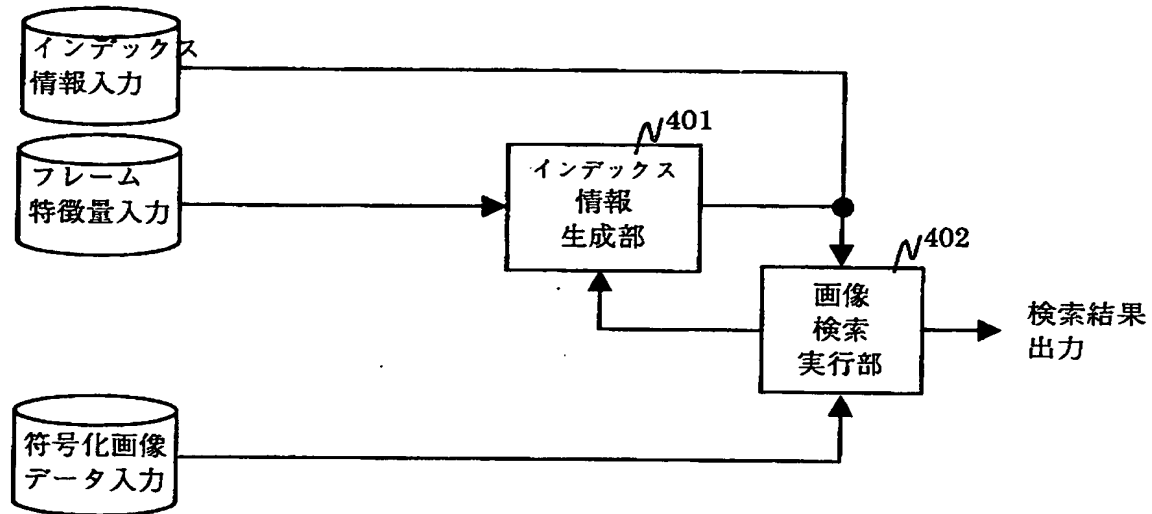 インデックス
情報入力
フレーム
特徴量入力
401
インデックス
情報
生成部
402
画像
検索
実行部
検索結果
出力
符号化画像
データ入力